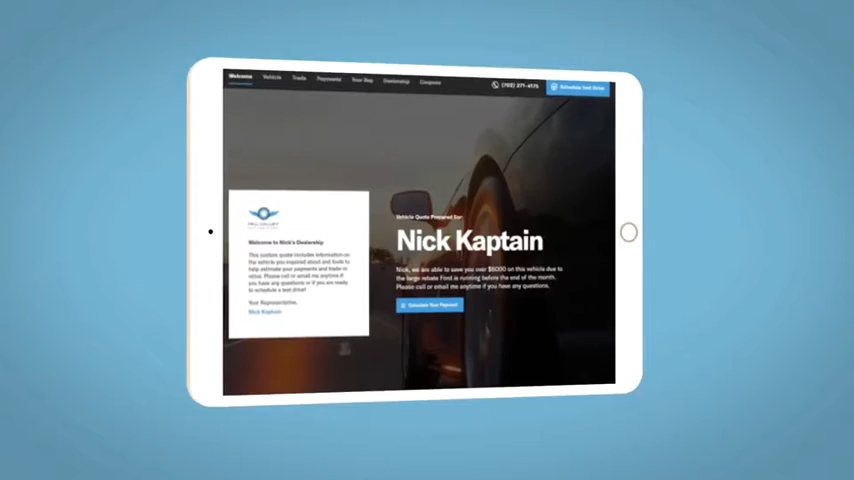 Welcome Vehicle Trade Payments Your Rep Dealership Coupons
Schedule Test Drive
Welcome to Nick's Dealership
This custom quote includes information on
the vehicle you inquired about and tools to
help estimate your payments and trade-in
value. Please call or email me anytime if
you have any questions or if you are ready
to schedule a test drive!
Your Representative,
Nick Kaptain
Vehicle Quote Prepared For:
Nick Kaptain
Nick, we are able to save you over $6000 on this vehicle due to
the large rebate Ford is running before the end of the month.
Please call or email me anytime if you have any questions.
Calculate Your Payment